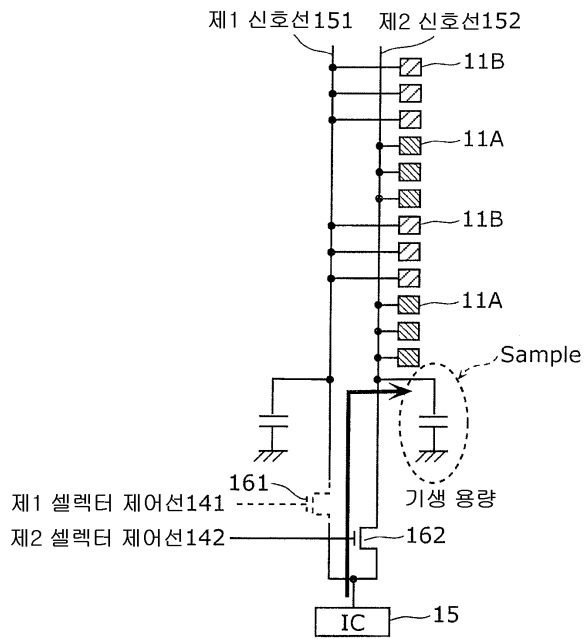 제1 신호선151 제2 신호선152
11B
11A
11B
11A
Sample
기생 용량
161
제1 셀렉터 제어선141
제2 셀렉터 제어선142
162
IC
15